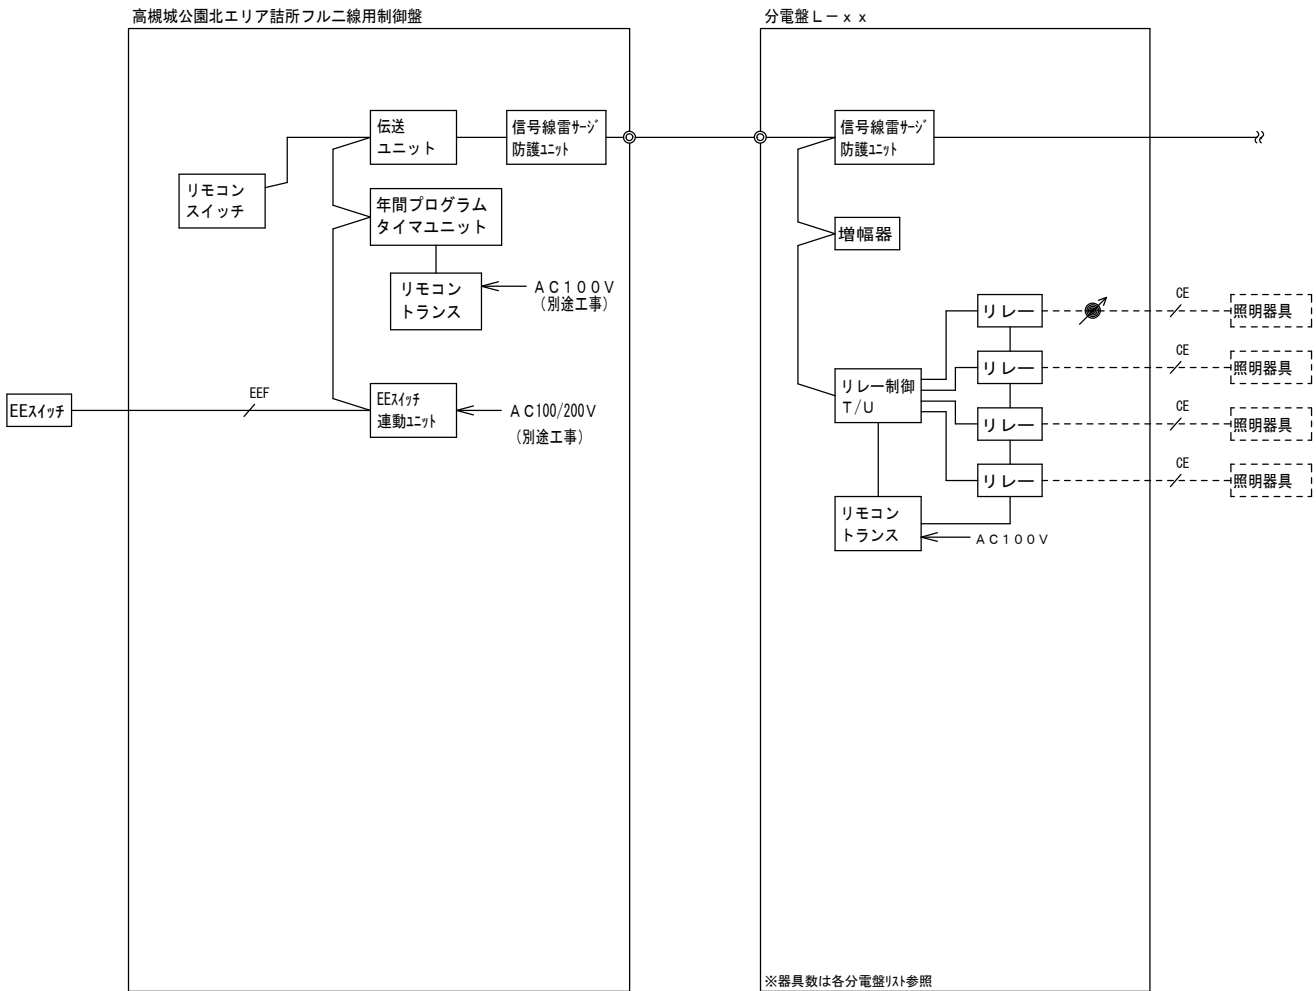 高槻城公園北エリア詰所フル二線用制御盤
分電盤L－xx
伝送
ユニット
信号線雷ｻｰｼﾞ
防護ﾕﾆｯﾄ
リモコン
スイッチ
年間プログラム
タイマユニット
リモコン
トランス
AC100V
(別途工事)
EEｽｲｯﾁ
EEF
EEｽｲｯﾁ
連動ﾕﾆｯﾄ
AC100/200V
(別途工事)
信号線雷ｻｰｼﾞ
防護ﾕﾆｯﾄ
増幅器
リレー
CE
照明器具
リレー
CE
照明器具
リレー制御
T/U
リレー
CE
照明器具
リレー
CE
照明器具
リモコン
トランス
AC100V
※器具数は各分電盤ﾘｽﾄ参照